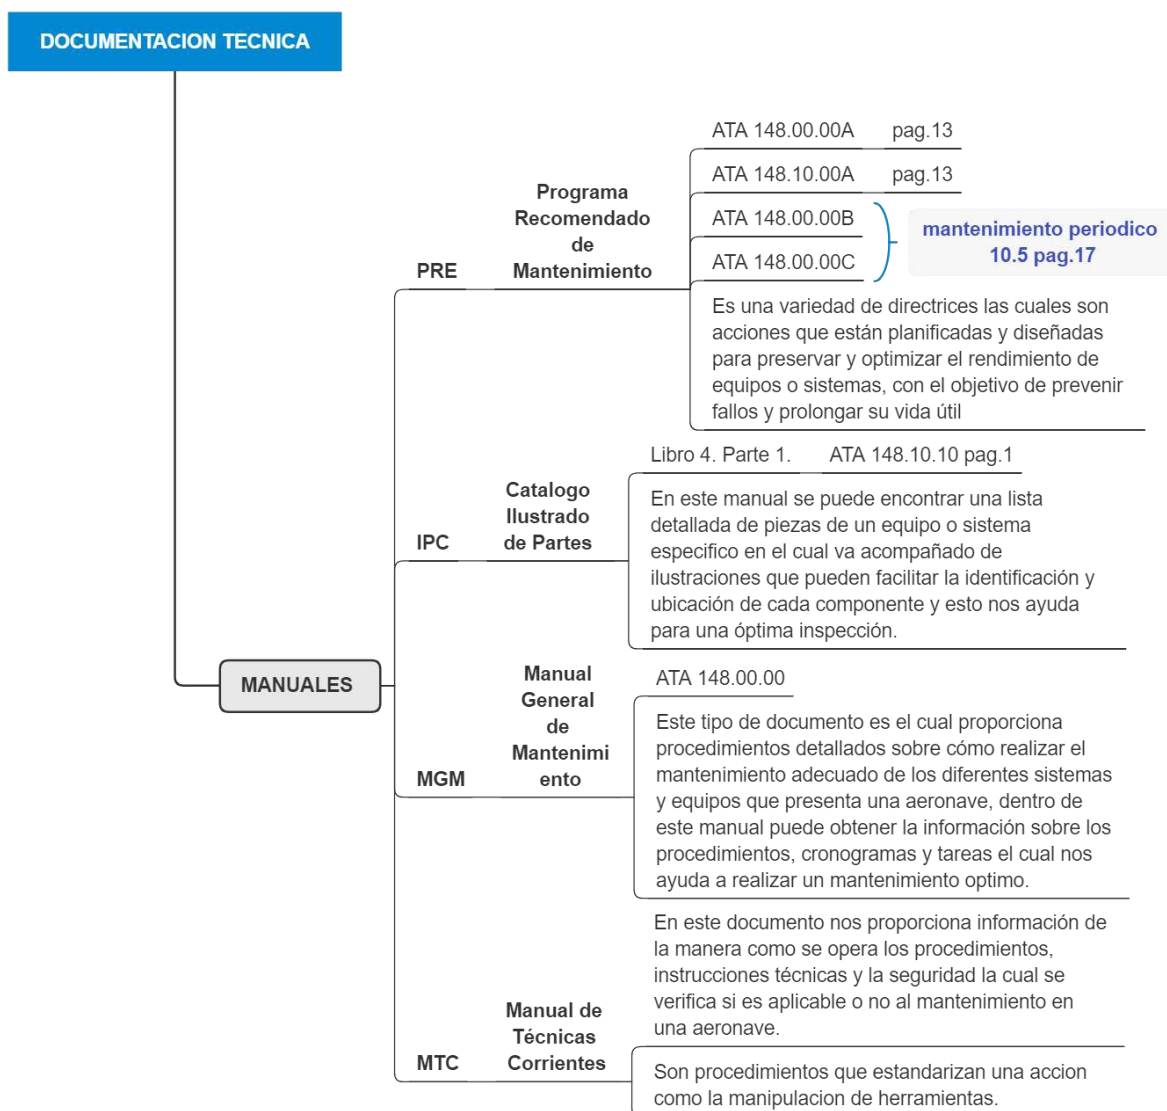 DOCUMENTACION TECNICA
MANUALES
PRE
Programa
Recomendado
de
Mantenimiento
ATA 148.00.00A pag.13
ATA 148.10.00A pag.13
ATA 148.00.00B
ATA 148.00.00C
mantenimiento periodico
10.5 pag.17
Es una variedad de directrices las cuales son
acciones que están planificadas y diseñadas
para preservar y optimizar el rendimiento de
equipos o sistemas, con el objetivo de prevenir
fallos y prolongar su vida útil
IPC
Catalogo
Ilustrado
de Partes
Libro 4. Parte 1. ATA 148.10.10 pag.1
En este manual se puede encontrar una lista
detallada de piezas de un equipo o sistema
especifico en el cual va acompañado de
ilustraciones que pueden facilitar la identificación y
ubicación de cada componente y esto nos ayuda
para una óptima inspección.
MGM
Manual
General
de
Mantenimi
ento
ATA 148.00.00
Este tipo de documento es el cual proporciona
procedimientos detallados sobre cómo realizar el
mantenimiento adecuado de los diferentes sistemas
y equipos que presenta una aeronave, dentro de
este manual puede obtener la información sobre los
procedimientos, cronogramas y tareas el cual nos
ayuda a realizar un mantenimiento optimo.
MTC
Manual de
Técnicas
Corrientes
En este documento nos proporciona información de
la manera como se opera los procedimientos,
instrucciones técnicas y la seguridad la cual se
verifica si es aplicable o no al mantenimiento en
una aeronave.
Son procedimientos que estandarizan una accion
como la manipulacion de herramientas.